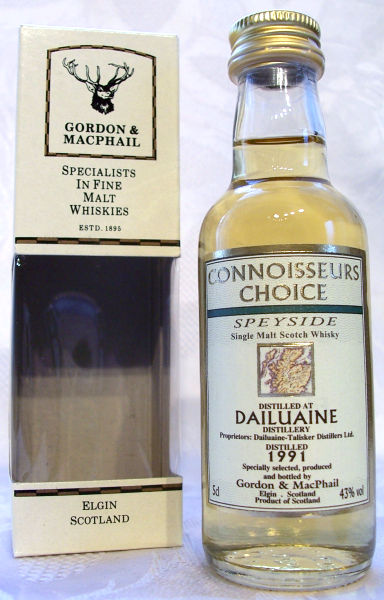 GORDON &
MACPHAIL
SPECIALISTS
IN FINE
MALT
WHISKIES
ESTD. 1895
ELGIN
SCOTLAND
CONNOISSEURS
CHOICE
SPEYSIDE
Single Malt Scotch Whisky
DISTILLED AT
DAILUAINE
DISTILLERY
Proprietors: Dailuaine-Talisker Distillers Ltd.
DISTILLED
1991
Specially selected, produced
and bottled by
Gordon & MacPhail
Elgin . Scotland
Product of Scotland
5cl 43% vol